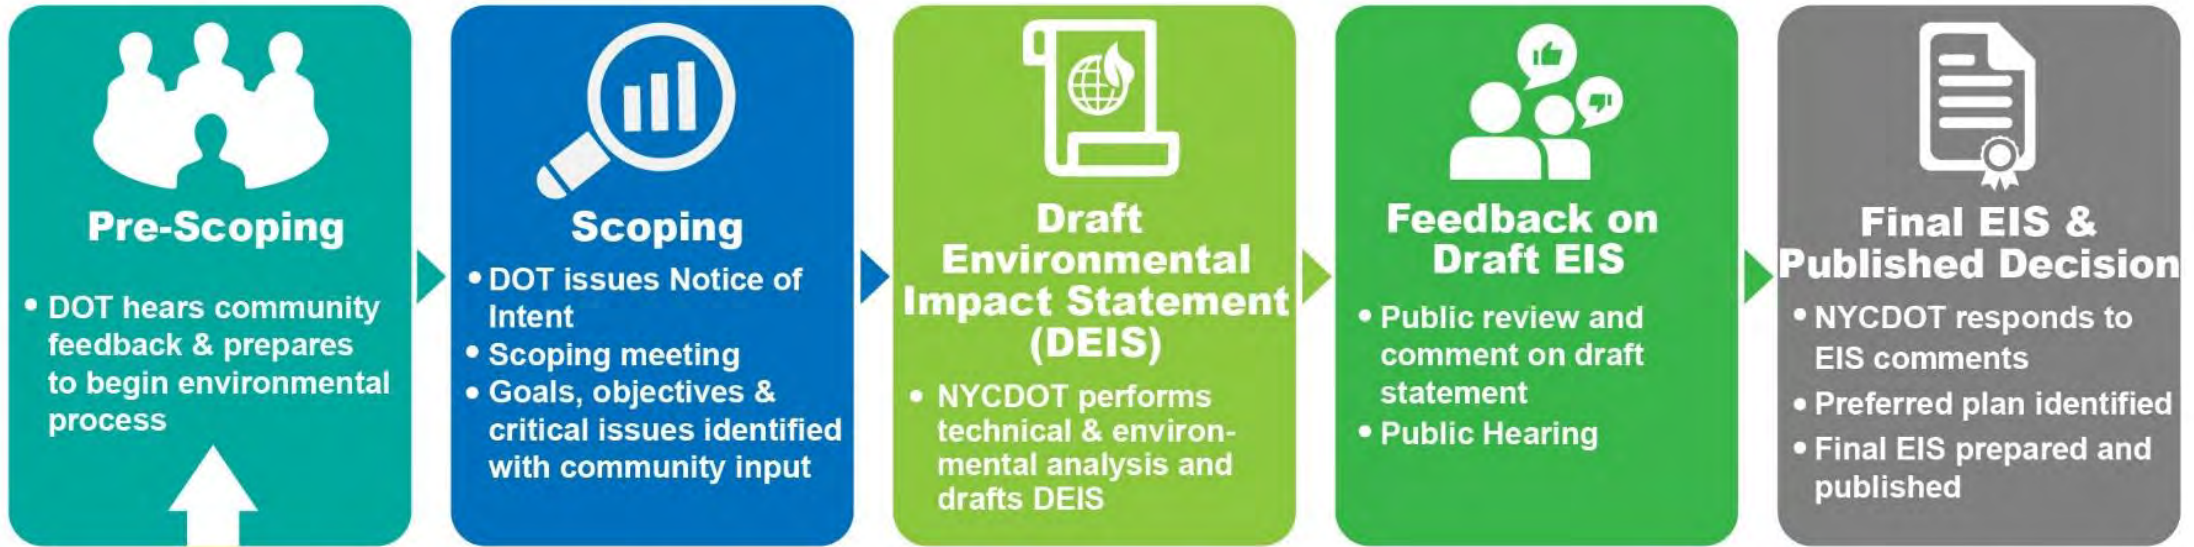 Pre-Scoping
• DOT hears community
feedback & prepares
to begin environmental
process
Scoping
• DOT issues Notice of
Intent
• Scoping meeting
• Goals, objectives &
critical issues identified
with community input
Draft
Environmental
Impact Statement
(DEIS)
• NYCDOT performs
technical & environ-
mental analysis and
drafts DEIS
Feedback on
Draft EIS
• Public review and
comment on draft
statement
• Public Hearing
Final EIS &
Published Decision
• NYCDOT responds to
EIS comments
• Preferred plan identified
• Final EIS prepared and
published